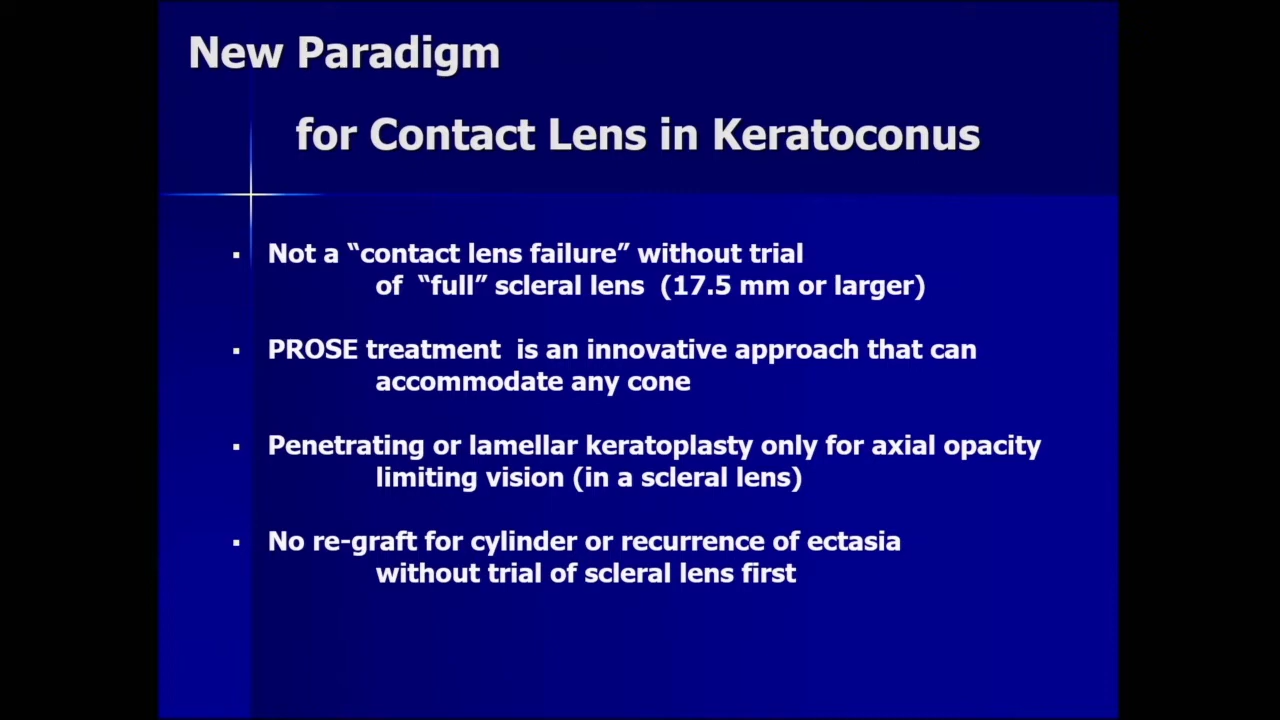 New Paradigm
for Contact Lens in Keratoconus
▪ Not a “contact lens failure” without trial
of “full” scleral lens (17.5 mm or larger)
▪ PROSE treatment is an innovative approach that can
accommodate any cone
▪ Penetrating or lamellar keratoplasty only for axial opacity
limiting vision (in a scleral lens)
▪ No re-graft for cylinder or recurrence of ectasia
without trial of scleral lens first